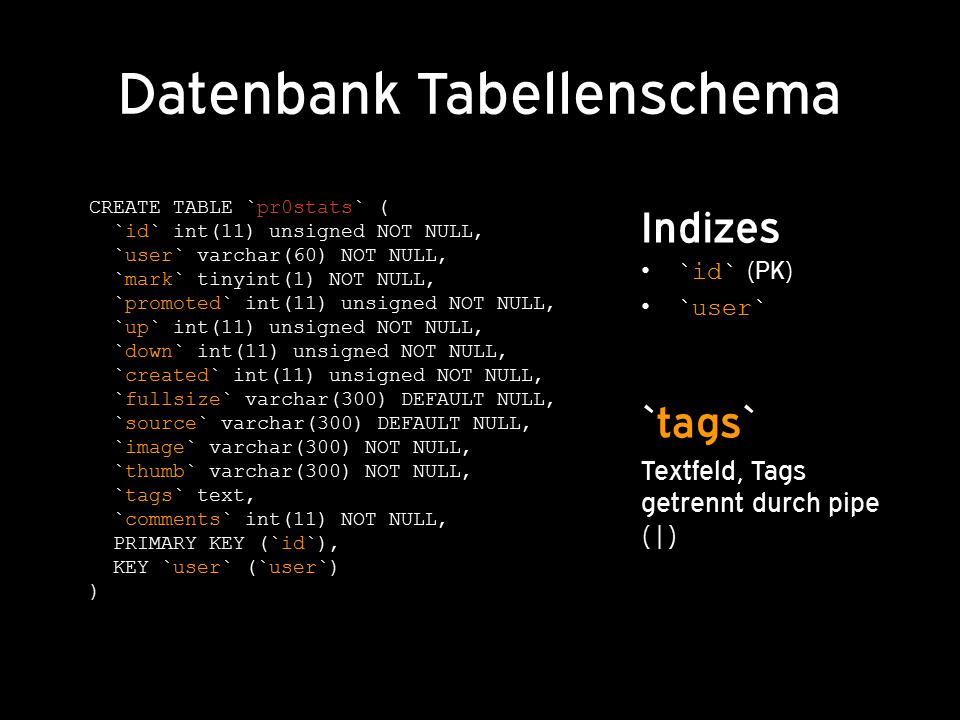 Datenbank Tabellenschema
CREATE TABLE `pr0stats` (
`id` int(11) unsigned NOT NULL,
`user` varchar(60) NOT NULL,
`mark` tinyint(1) NOT NULL,
`promoted` int(11) unsigned NOT NULL,
`up` int(11) unsigned NOT NULL,
`down` int(11) unsigned NOT NULL,
`created` int(11) unsigned NOT NULL,
`fullsize` varchar(300) DEFAULT NULL,
`source` varchar(300) DEFAULT NULL,
`image` varchar(300) NOT NULL,
`thumb` varchar(300) NOT NULL,
`tags` text,
`comments` int(11) NOT NULL,
PRIMARY KEY (`id`),
KEY `user` (`user`)
)
Indizes
• `id` (PK)
• `user`
`tags`
Textfeld, Tags
getrennt durch pipe
(|)